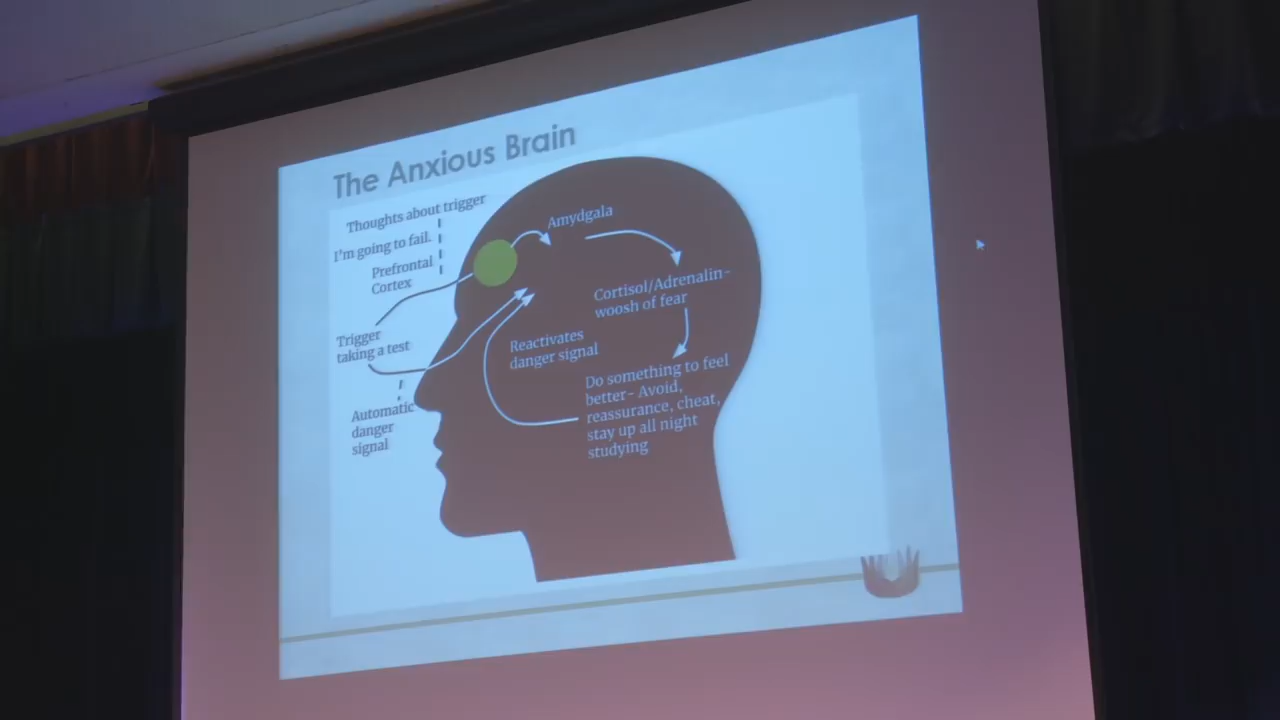 The Anxious Brain
Thoughts about trigger
I'm going to fail.
Prefrontal
Cortex
Trigger
taking a test
Automatic
danger
signal
Amydgala
Cortisol/Adrenalin-
woosh of fear
Reactivates
danger signal
Do something to feel
better- Avoid,
reassurance, cheat,
stay up all night
studying